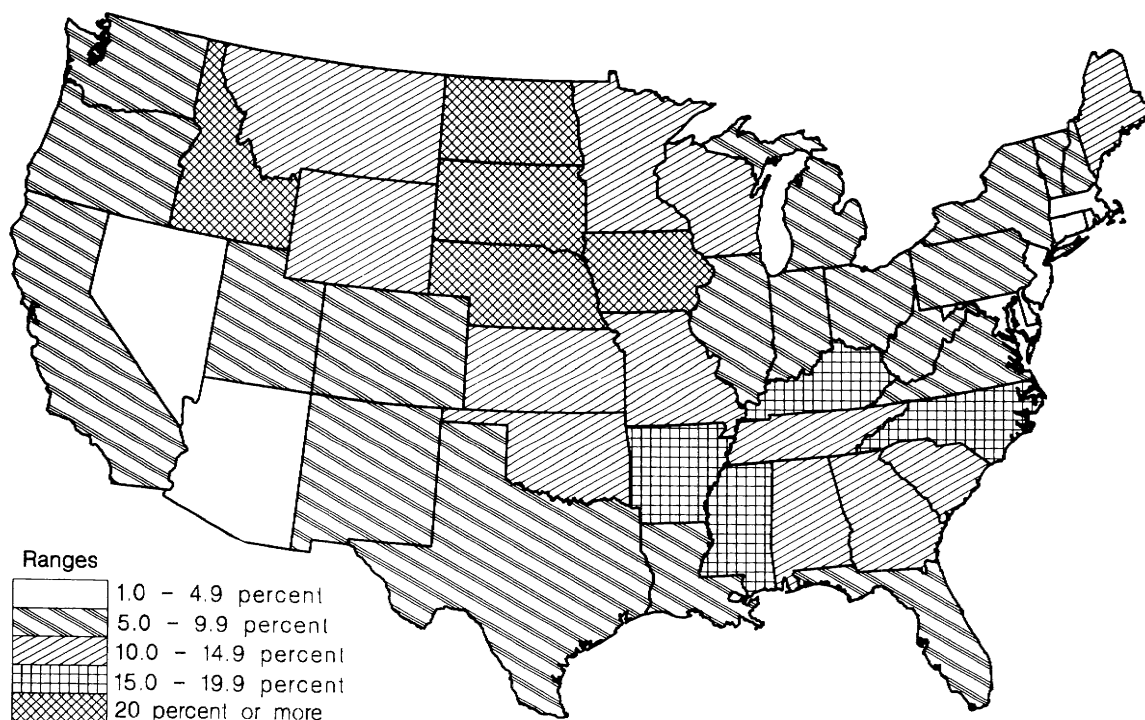 Ranges
1.0 - 4.9 percent
5.0 - 9.9 percent
10.0 - 14.9 percent
15.0 - 19.9 percent
20 percent or more